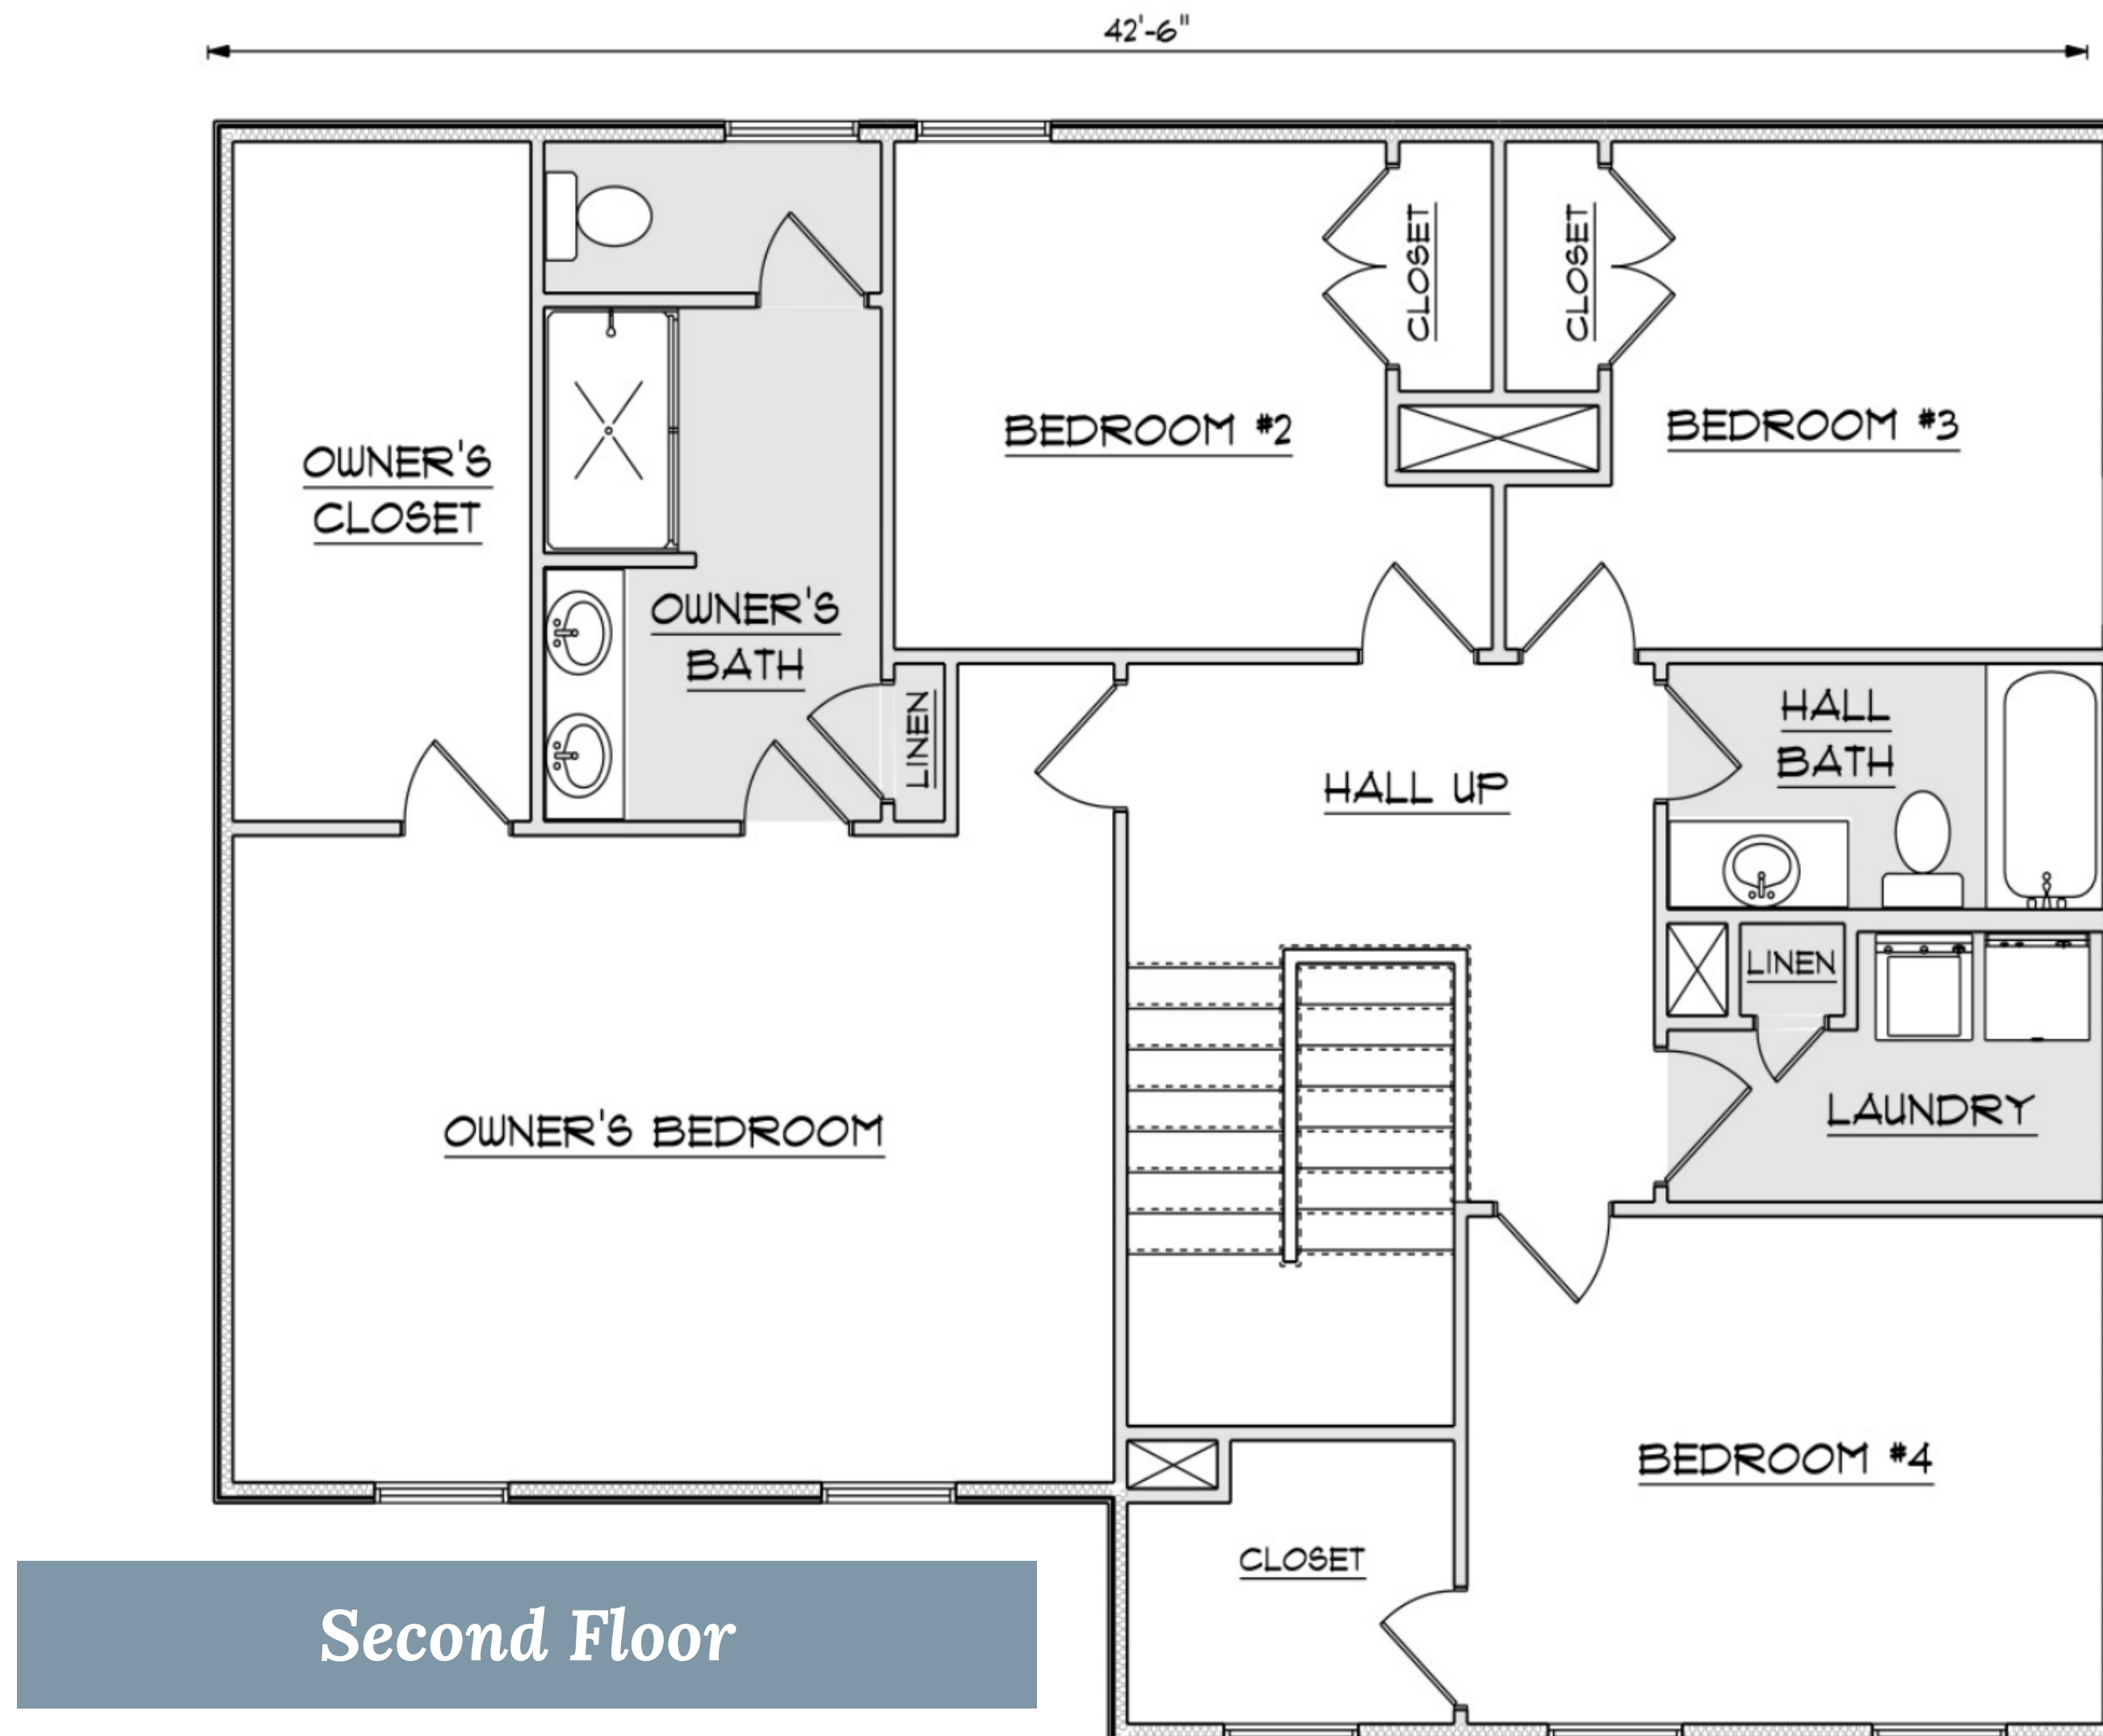 42'-6"
CLOSET
CLOSET
BEDROOM #2
BEDROOM #3
OWNER'S
CLOSET
OWNER'S
BATH
LINEN
HALL UP
HALL
BATH
LINEN
LAUNDRY
OWNER'S BEDROOM
BEDROOM #4
CLOSET
Second Floor